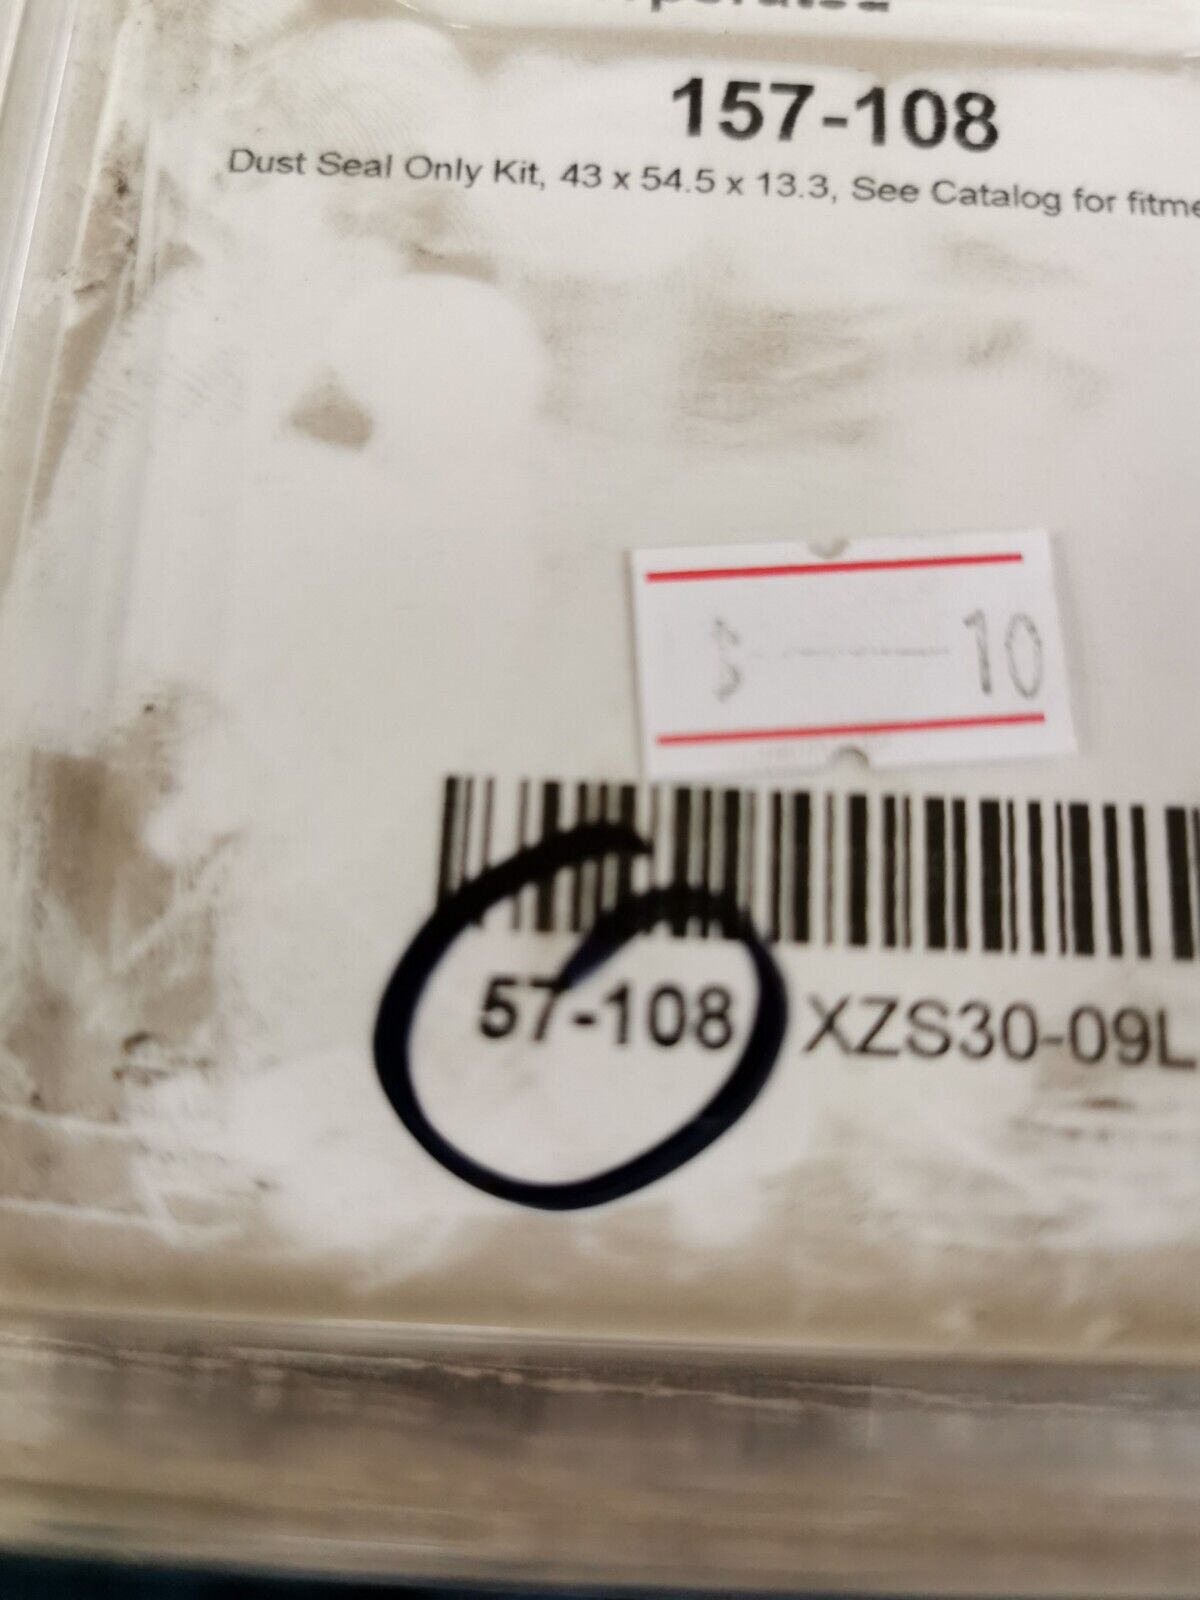 157-108
Dust Seal Only Kit, 43 x 54.5 x 13.3, See Catalog for fitme
$ 10
57-108 XZS30-09L